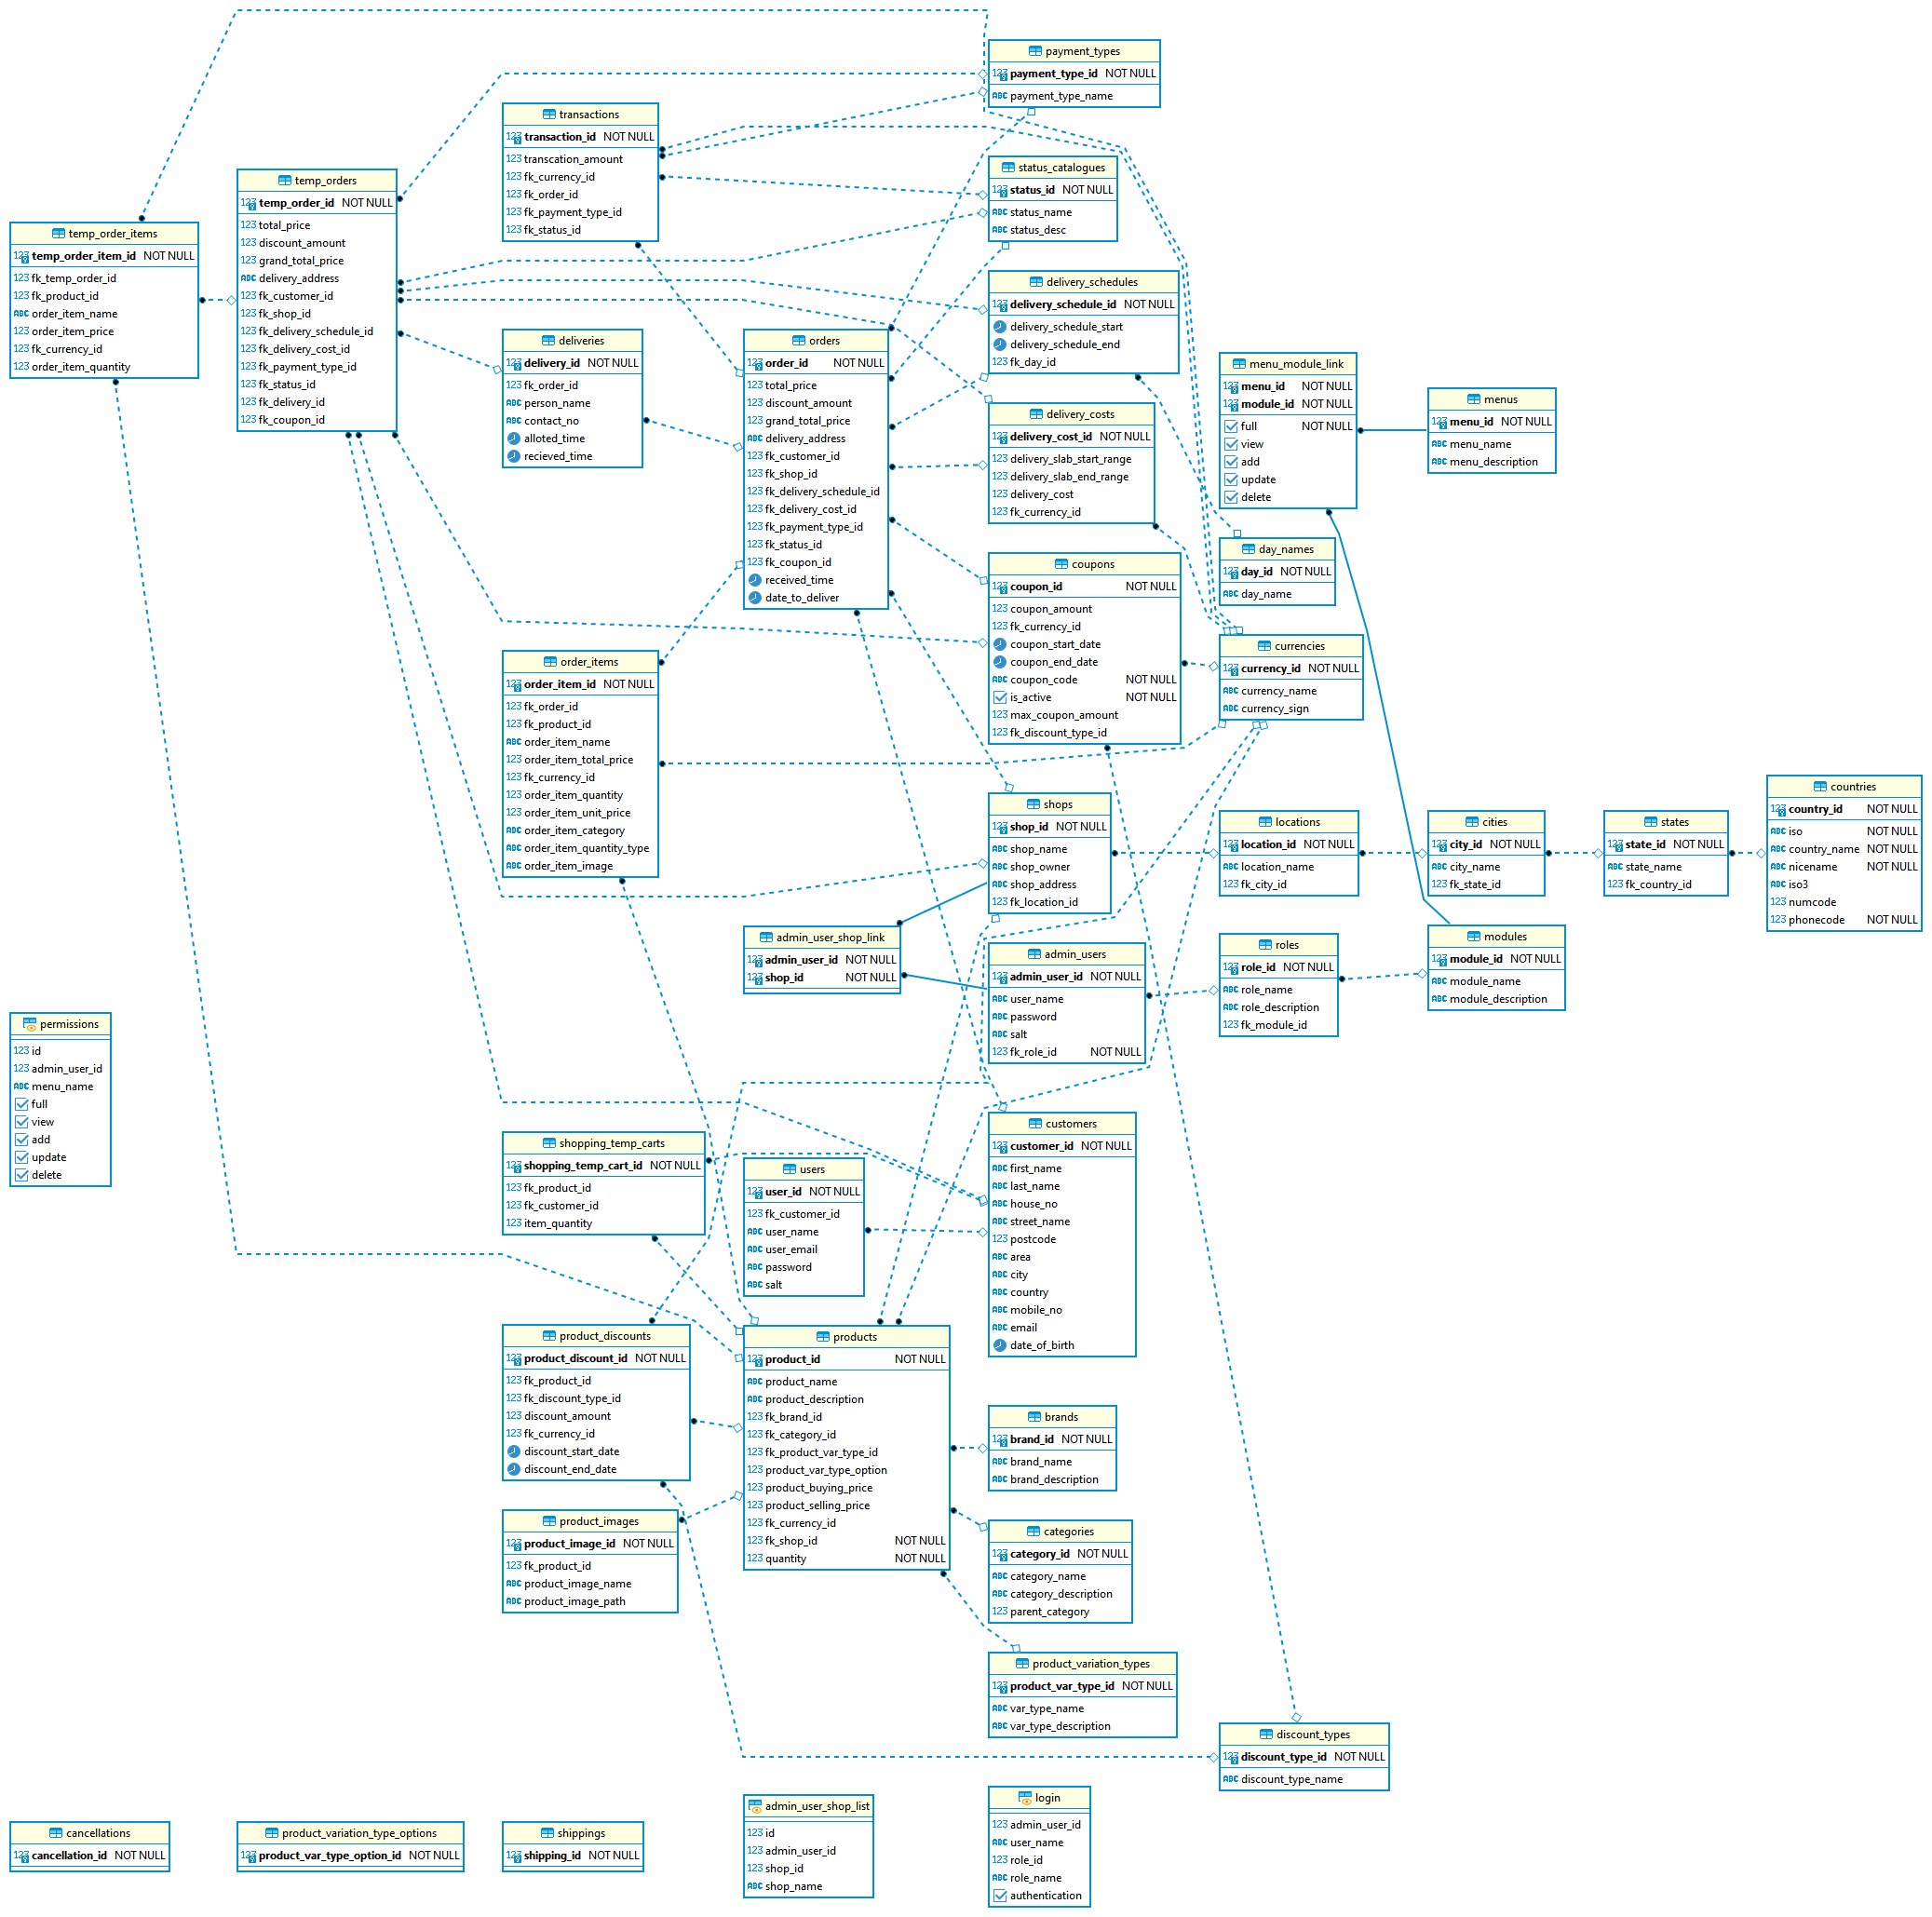 payment_types
123 payment_type_id NOT NULL
ABC payment_type_name
transactions
123 transaction_id NOT NULL
123 transcation_amount
123 fk_currency_id
123 fk_order_id
123 fk_payment_type_id
123 fk_status_id
status_catalogues
123 status_id NOT NULL
ABC status_name
ABC status_desc
temp_orders
123 temp_order_id NOT NULL
123 total_price
123 discount_amount
123 grand_total_price
ABC delivery_address
123 fk_customer_id
123 fk_shop_id
123 fk_delivery_schedule_id
123 fk_delivery_cost_id
123 fk_payment_type_id
123 fk_status_id
123 fk_delivery_id
123 fk_coupon_id
temp_order_items
123 temp_order_item_id NOT NULL
123 fk_temp_order_id
123 fk_product_id
ABC order_item_name
123 order_item_price
123 fk_currency_id
123 order_item_quantity
delivery_schedules
123 delivery_schedule_id NOT NULL
delivery_schedule_start
delivery_schedule_end
123 fk_day_id
deliveries
123 delivery_id NOT NULL
123 fk_order_id
ABC person_name
ABC contact_no
alloted_time
recieved_time
orders
123 order_id NOT NULL
123 total_price
123 discount_amount
123 grand_total_price
ABC delivery_address
123 fk_customer_id
123 fk_shop_id
123 fk_delivery_schedule_id
123 fk_delivery_cost_id
123 fk_payment_type_id
123 fk_status_id
123 fk_coupon_id
received_time
date_to_deliver
menu_module_link
123 menu_id NOT NULL
123 module_id NOT NULL
full NOT NULL
view
add
update
delete
menus
123 menu_id NOT NULL
ABC menu_name
ABC menu_description
delivery_costs
123 delivery_cost_id NOT NULL
123 delivery_slab_start_range
123 delivery_slab_end_range
123 delivery_cost
123 fk_currency_id
day_names
123 day_id NOT NULL
ABC day_name
coupons
123 coupon_id NOT NULL
123 coupon_amount
123 fk_currency_id
coupon_start_date
coupon_end_date
ABC coupon_code NOT NULL
is_active NOT NULL
123 max_coupon_amount
123 fk_discount_type_id
currencies
123 currency_id NOT NULL
ABC currency_name
ABC currency_sign
order_items
123 order_item_id NOT NULL
123 fk_order_id
123 fk_product_id
ABC order_item_name
123 order_item_total_price
123 fk_currency_id
123 order_item_quantity
123 order_item_unit_price
ABC order_item_category
ABC order_item_quantity_type
ABC order_item_image
shops
123 shop_id NOT NULL
ABC shop_name
ABC shop_owner
ABC shop_address
123 fk_location_id
locations
123 location_id NOT NULL
ABC location_name
123 fk_city_id
cities
123 city_id NOT NULL
ABC city_name
123 fk_state_id
states
123 state_id NOT NULL
ABC state_name
123 fk_country_id
countries
123 country_id NOT NULL
ABC iso NOT NULL
ABC country_name NOT NULL
ABC nicename NOT NULL
ABC iso3
123 numcode
123 phonecode NOT NULL
admin_user_shop_link
123 admin_user_id NOT NULL
123 shop_id NOT NULL
admin_users
123 admin_user_id NOT NULL
ABC user_name
ABC password
ABC salt
123 fk_role_id NOT NULL
roles
123 role_id NOT NULL
ABC role_name
ABC role_description
123 fk_module_id
modules
123 module_id NOT NULL
ABC module_name
ABC module_description
permissions
123 id
123 admin_user_id
ABC menu_name
full
view
add
update
delete
shopping_temp_carts
123 shopping_temp_cart_id NOT NULL
123 fk_product_id
123 fk_customer_id
123 item_quantity
users
123 user_id NOT NULL
123 fk_customer_id
ABC user_name
ABC user_email
ABC password
ABC salt
customers
123 customer_id NOT NULL
ABC first_name
ABC last_name
ABC house_no
ABC street_name
123 postcode
ABC area
ABC city
ABC country
ABC mobile_no
ABC email
date_of_birth
product_discounts
123 product_discount_id NOT NULL
123 fk_product_id
123 fk_discount_type_id
123 discount_amount
123 fk_currency_id
discount_start_date
discount_end_date
products
123 product_id NOT NULL
ABC product_name
ABC product_description
123 fk_brand_id
123 fk_category_id
123 fk_product_var_type_id
123 product_var_type_option
123 product_buying_price
123 product_selling_price
123 fk_currency_id
123 fk_shop_id NOT NULL
123 quantity NOT NULL
brands
123 brand_id NOT NULL
ABC brand_name
ABC brand_description
product_images
123 product_image_id NOT NULL
123 fk_product_id
ABC product_image_name
ABC product_image_path
categories
123 category_id NOT NULL
ABC category_name
ABC category_description
123 parent_category
product_variation_types
123 product_var_type_id NOT NULL
ABC var_type_name
ABC var_type_description
discount_types
123 discount_type_id NOT NULL
ABC discount_type_name
cancellations
123 cancellation_id NOT NULL
product_variation_type_options
123 product_var_type_option_id NOT NULL
shippings
123 shipping_id NOT NULL
admin_user_shop_list
123 id
123 admin_user_id
123 shop_id
ABC shop_name
login
123 admin_user_id
ABC user_name
123 role_id
ABC role_name
authentication